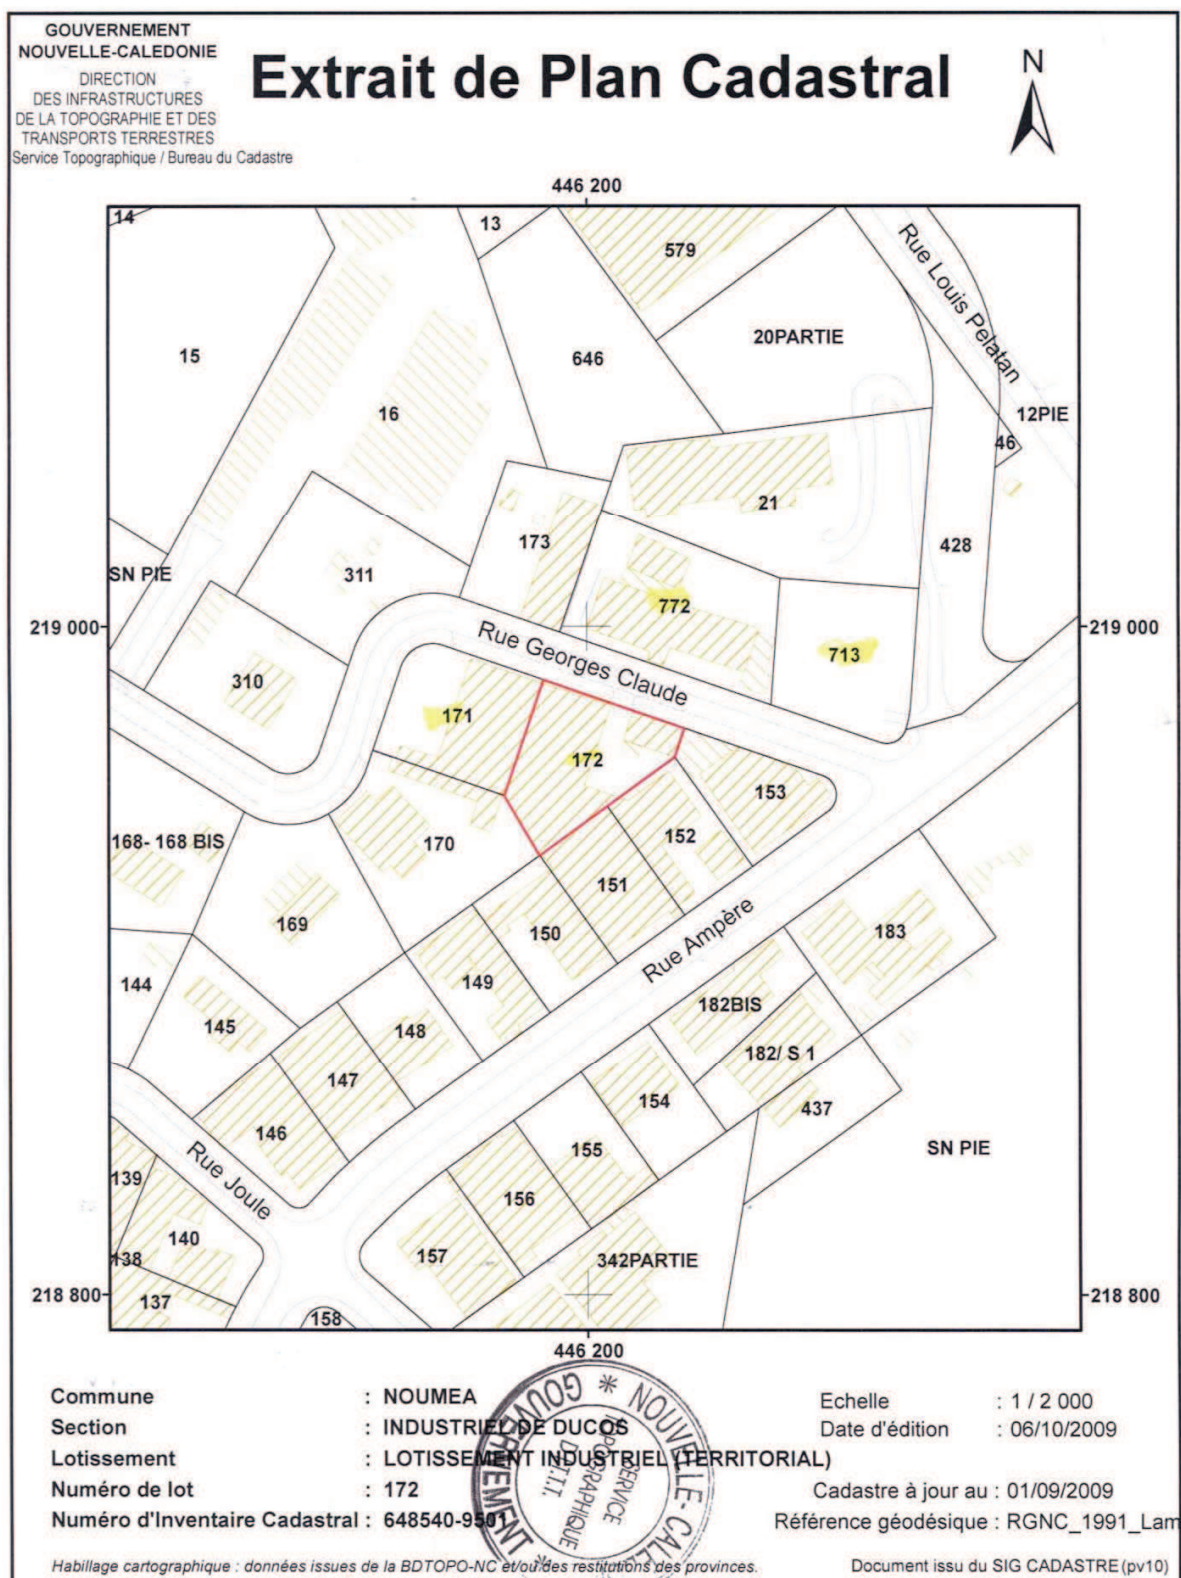 GOUVERNEMENT
NOUVELLE-CALEDONIE
DIRECTION
DES INFRASTRUCTURES
DE LA TOPOGRAPHIE ET DES
TRANSPORTS TERRESTRES
Service Topographique / Bureau du Cadastre
Extrait de Plan Cadastral
N
446 200
14
13
579
Rue Louis Pelatan
15
646
20PARTIE
16
12PIE
46
21
173
428
SN PIE
311
772
219 000
219 000
Rue Georges Claude
713
310
171
172
153
168- 168 BIS
170
152
151
169
150
Rue Ampère
183
149
144
182BIS
145
148
182/ S 1
147
154
437
146
SN PIE
155
139
Rue Joule
156
140
138
157
342PARTIE
137
218 800
218 800
158
446 200
Commune : NOUMEA
Section : INDUSTRIEL DE DUCOS
Lotissement : LOTISSEMENT INDUSTRIEL (TERRITORIAL)
Numéro de lot : 172
Numéro d'Inventaire Cadastral : 648540-9501
Echelle : 1 / 2 000
Date d'édition : 06/10/2009
Cadastre à jour au : 01/09/2009
Référence géodésique : RGNC_1991_Lam
GOUVERNEMENT * NOUVELLE-CAL
SERVICE
TOPOGRAPHIQUE
D.I.T.T.
Habillage cartographique : données issues de la BDTOPO-NC et/ou des restitutions des provinces.
Document issu du SIG CADASTRE (pv10)